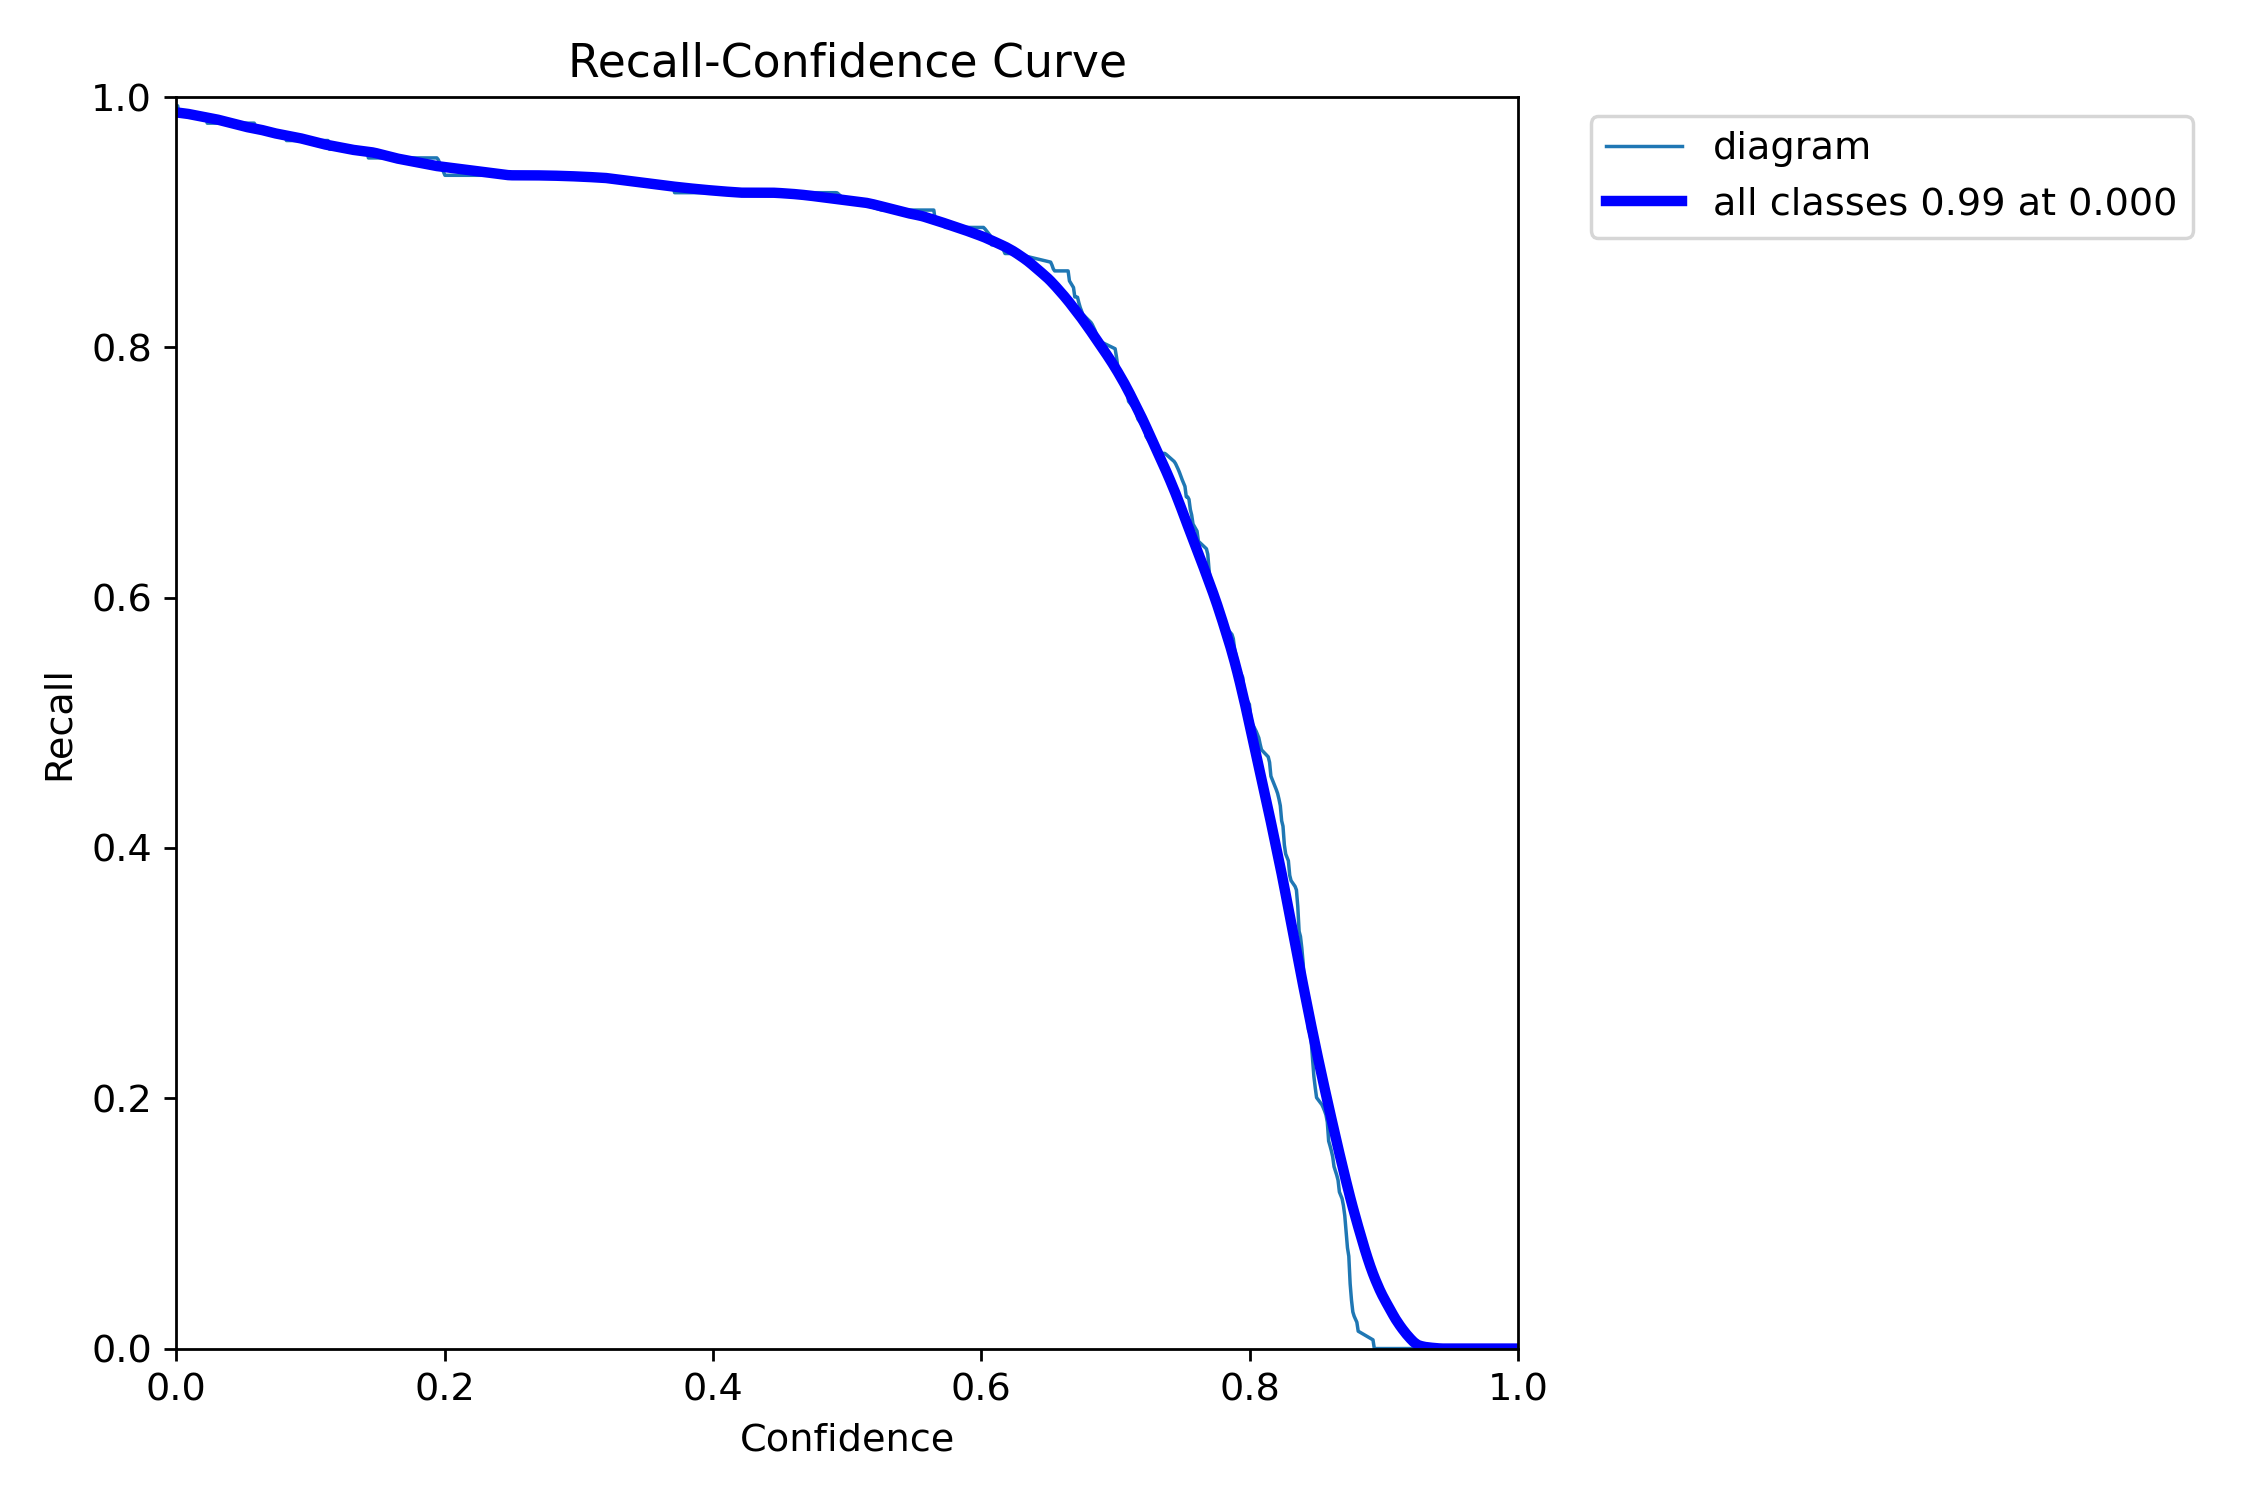 Recall-Confidence Curve
1.0
0.8
0.6
0.4
0.2
0.0
Recall
0.0 0.2 0.4 0.6 0.8 1.0
Confidence
diagram
all classes 0.99 at 0.000